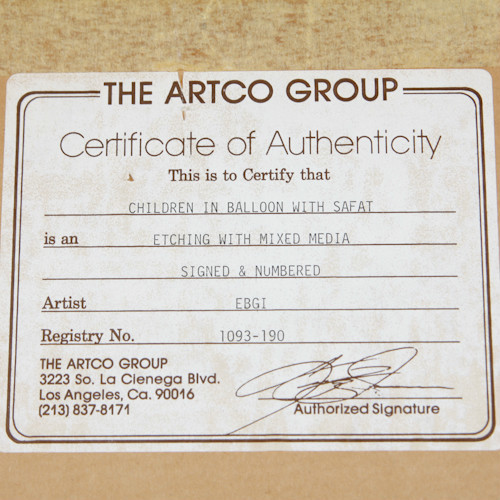 THE ARTCO GROUP
Certificate of Authenticity
This is to Certify that
CHILDREN IN BALLOON WITH SAFAT
is an ETCHING WITH MIXED MEDIA
SIGNED & NUMBERED
Artist EBGI
Registry No. 1093-190
THE ARTCO GROUP
3223 So. La Cienega Blvd.
Los Angeles, Ca. 90016
(213) 837-8171
Authorized Signature